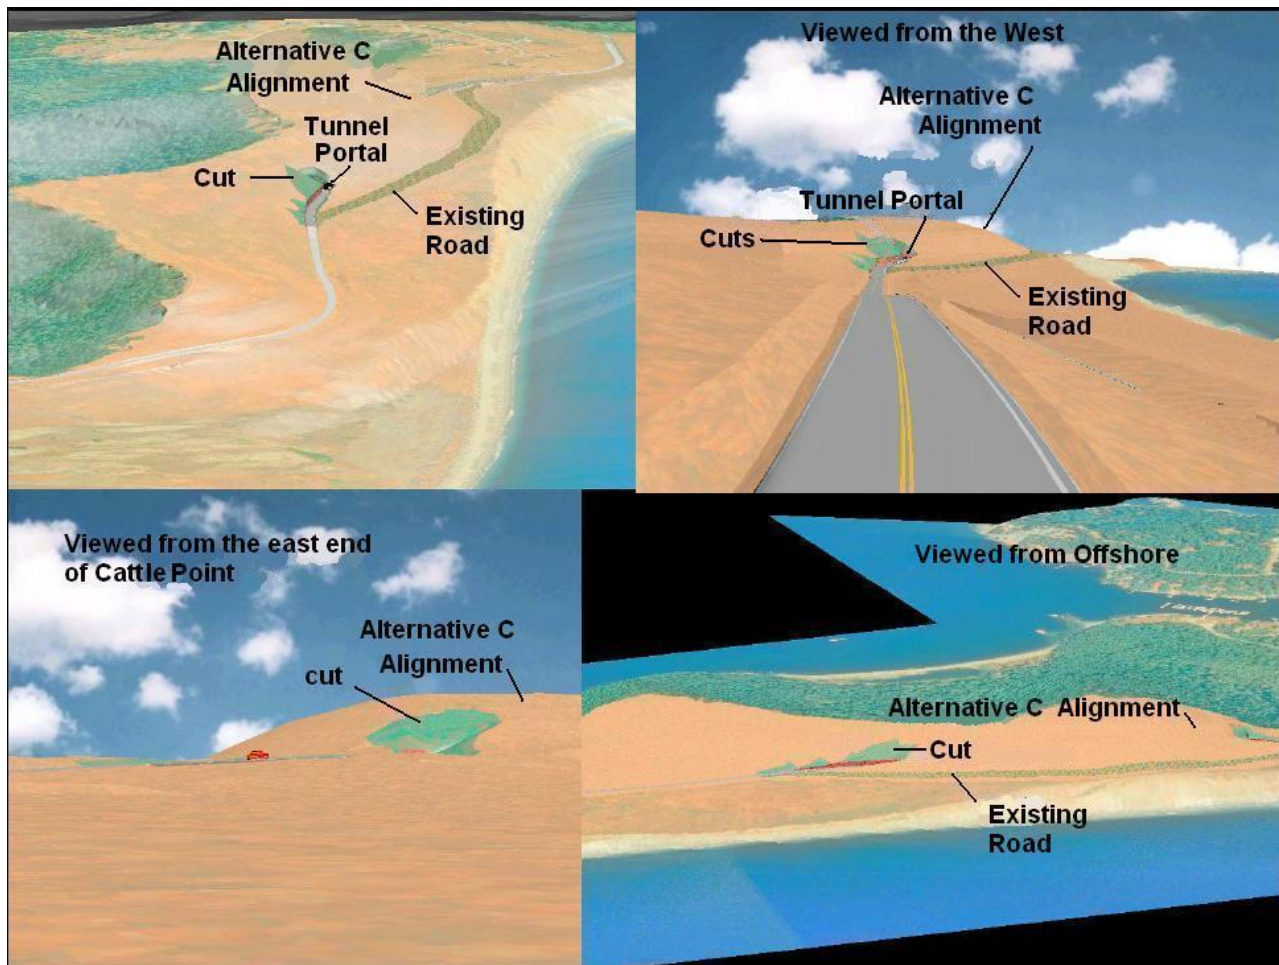 Alternative C
Alignment
Tunnel
Portal
Cut
Existing
Road
Viewed from the West
Alternative C
Alignment
Tunnel Portal
Cuts
Existing
Road
Viewed from the east end
of Cattle Point
Alternative C
Alignment
cut
Viewed from Offshore
Alternative C Alignment
Cut
Existing
Road